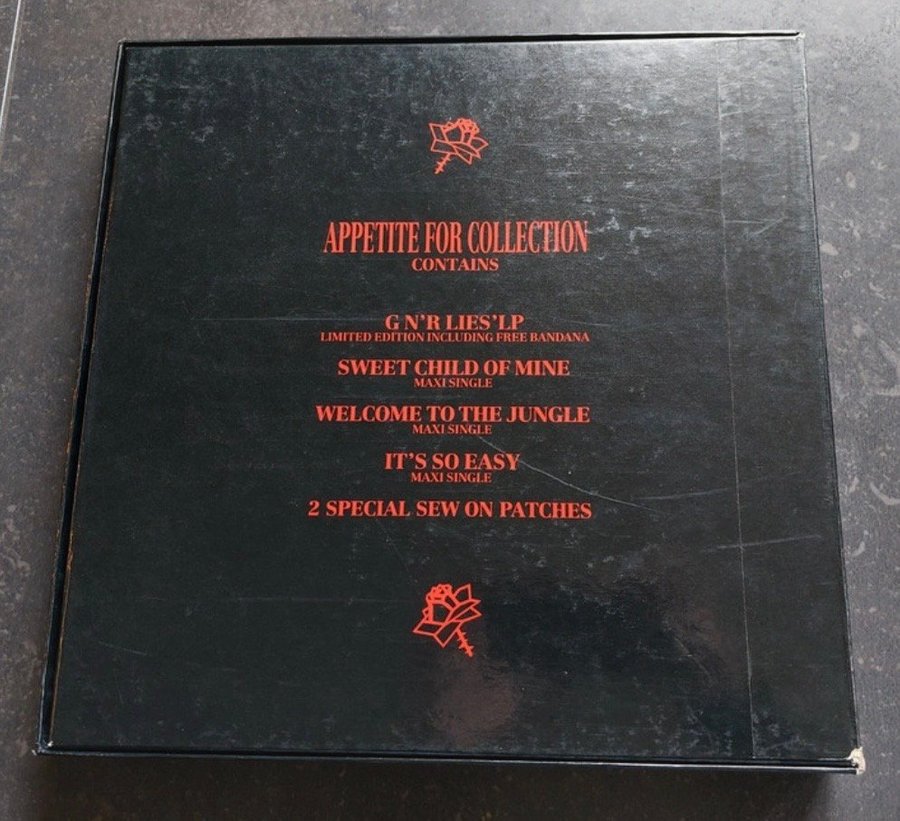 APPETITE FOR COLLECTION
CONTAINS
G N'R LIES'LP
LIMITED EDITION INCLUDING FREE BANDANA
SWEET CHILD OF MINE
MAXI SINGLE
WELCOME TO THE JUNGLE
MAXI SINGLE
IT'S SO EASY
MAXI SINGLE
2 SPECIAL SEW ON PATCHES